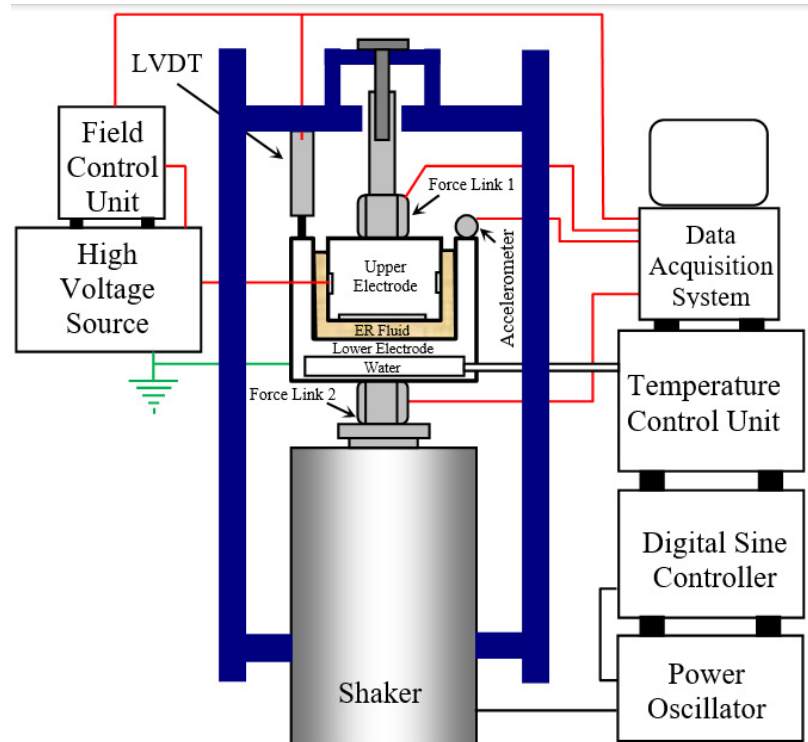 LVDT
Field
Control
Unit
High
Voltage
Source
Force Link 1
Upper
Electrode
Accelerometer
ER Fluid
Lower Electrode
Water
Force Link 2
Shaker
Data
Acquisition
System
Temperature
Control Unit
Digital Sine
Controller
Power
Oscillator